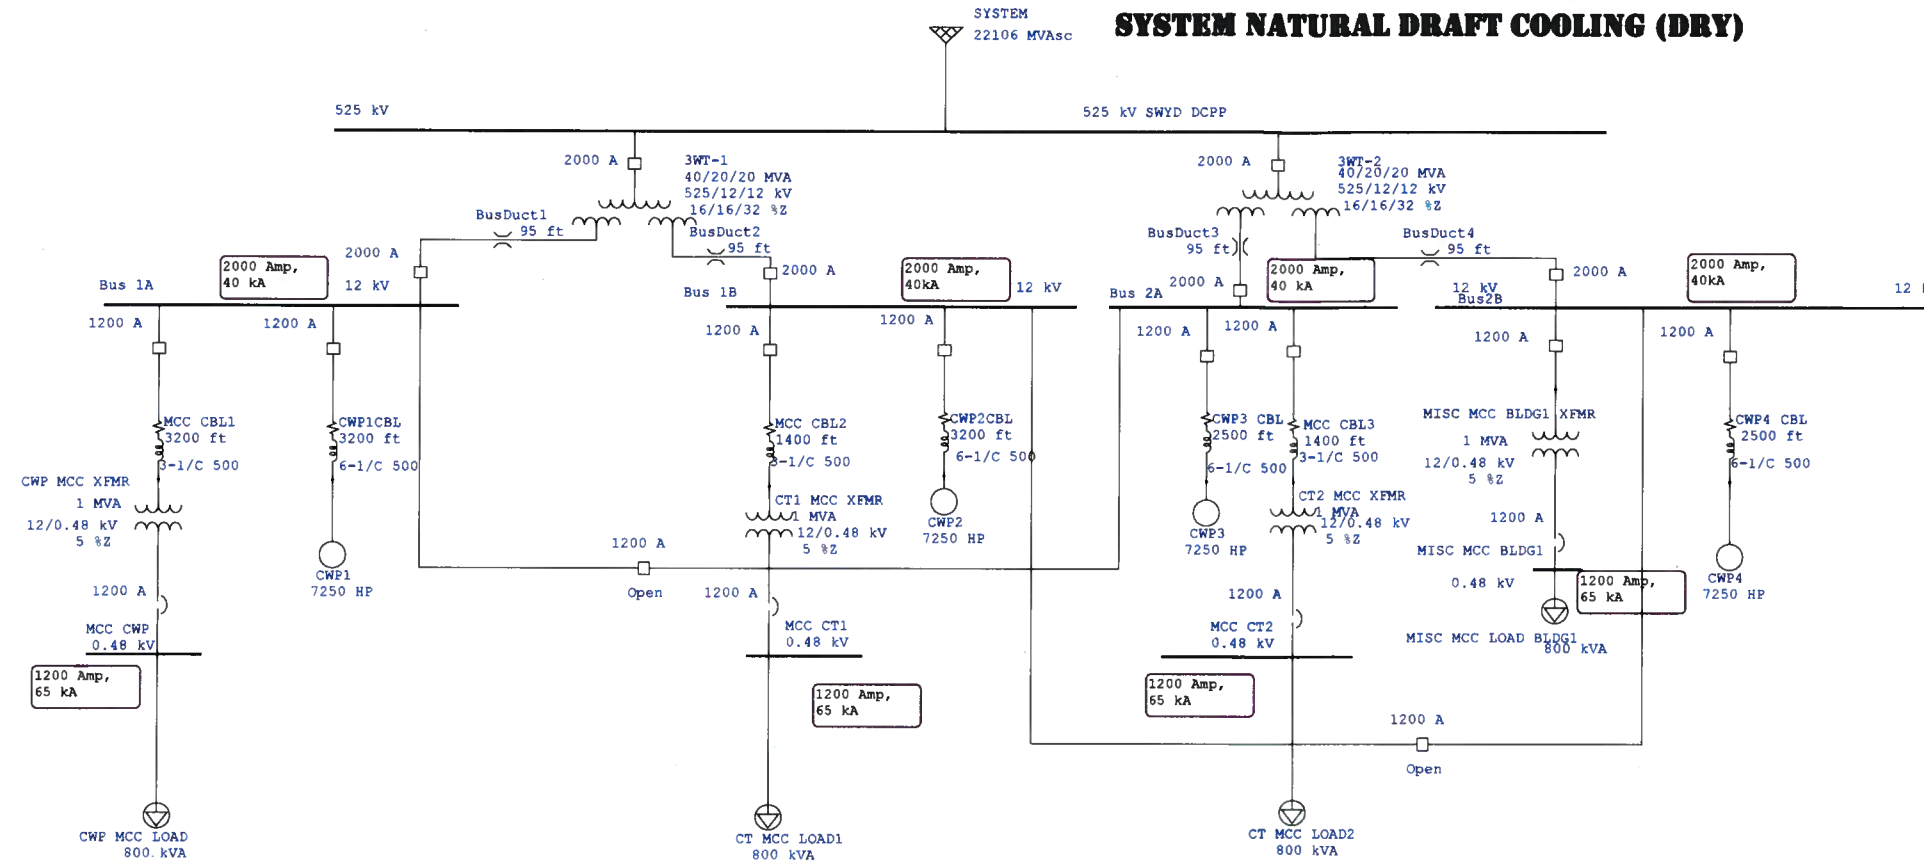 SYSTEM
22106 MVAsc
SYSTEM NATURAL DRAFT COOLING (DRY)
525 kV
525 kV SWYD DCPP
2000 A
3WT-1
40/20/20 MVA
525/12/12 kV
16/16/32 %Z
2000 A
3WT-2
40/20/20 MVA
525/12/12 kV
16/16/32 %Z
BusDuct1
95 ft
BusDuct2
95 ft
BusDuct3
95 ft
BusDuct4
95 ft
2000 A
2000 A
2000 A
2000 A
Bus 1A
2000 Amp,
40 kA
12 kV
Bus 1B
2000 Amp,
40kA
12 kV
Bus 2A
2000 Amp,
40 kA
12 kV
Bus2B
2000 Amp,
40kA
12
1200 A
1200 A
1200 A
1200 A
1200 A
1200 A
1200 A
1200 A
MCC CBL1
3200 ft
3-1/C 500
CWP1CBL
3200 ft
6-1/C 500
MCC CBL2
1400 ft
3-1/C 500
CWP2CBL
3200 ft
6-1/C 500
CWP3 CBL
2500 ft
6-1/C 500
MCC CBL3
1400 ft
3-1/C 500
MISC MCC BLDG1 XFMR
1 MVA
12/0.48 kV
5 %Z
CWP4 CBL
2500 ft
6-1/C 500
CWP MCC XFMR
1 MVA
12/0.48 kV
5 %Z
CWP1
7250 HP
CT1 MCC XFMR
1 MVA
12/0.48 kV
5 %Z
CWP2
7250 HP
CWP3
7250 HP
CT2 MCC XFMR
1 MVA
12/0.48 kV
5 %Z
1200 A
MISC MCC BLDG1
0.48 kV
1200 Amp,
65 kA
CWP4
7250 HP
1200 A
Open
1200 A
MCC CWP
0.48 kV
1200 Amp,
65 kA
1200 A
MCC CT1
0.48 kV
1200 Amp,
65 kA
1200 A
MCC CT2
0.48 kV
1200 Amp,
65 kA
MISC MCC LOAD BLDG1
800 kVA
1200 A
Open
CWP MCC LOAD
800 kVA
CT MCC LOAD1
800 kVA
CT MCC LOAD2
800 kVA